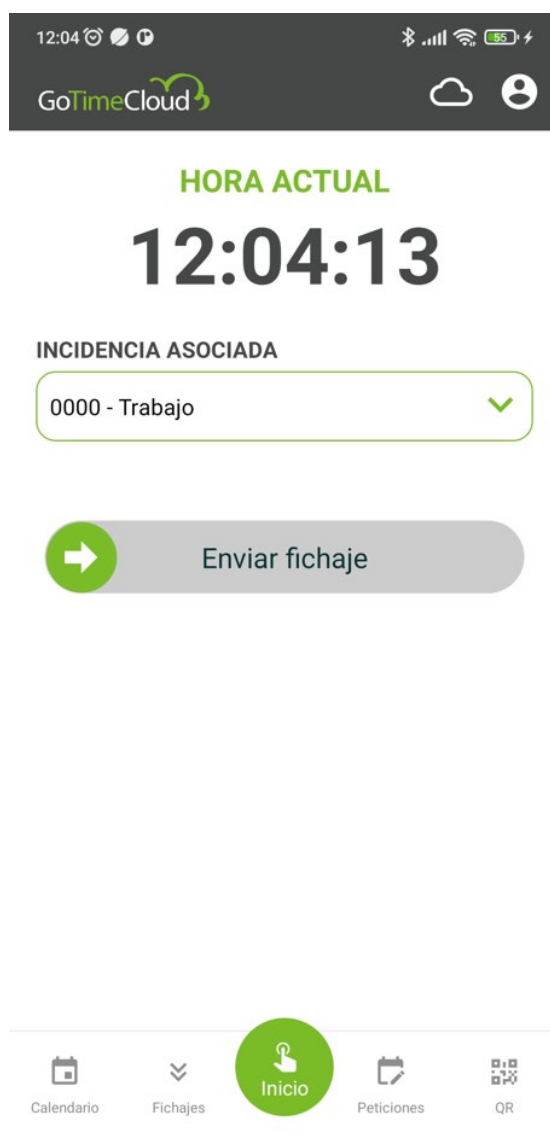 12:04 55
GoTimeCloud
HORA ACTUAL
12:04:13
INCIDENCIA ASOCIADA
0000 - Trabajo
Enviar fichaje
Calendario Fichajes Inicio Peticiones QR